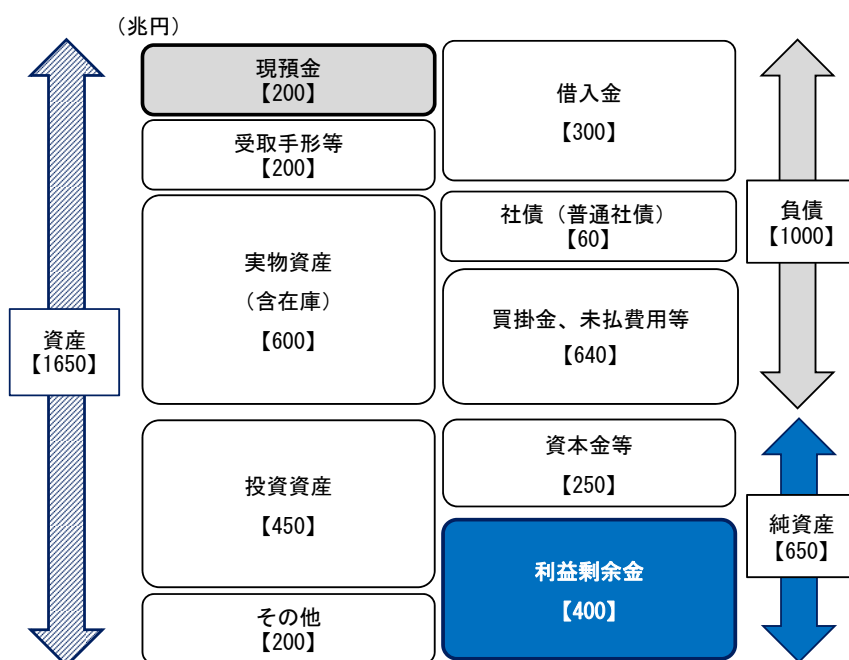 （兆円）
資産
【1650】
現預金
【200】
受取手形等
【200】
実物資産
（含在庫）
【600】
投資資産
【450】
その他
【200】
借入金
【300】
社債（普通社債）
【60】
買掛金、未払費用等
【640】
資本金等
【250】
利益剰余金
【400】
負債
【1000】
純資産
【650】